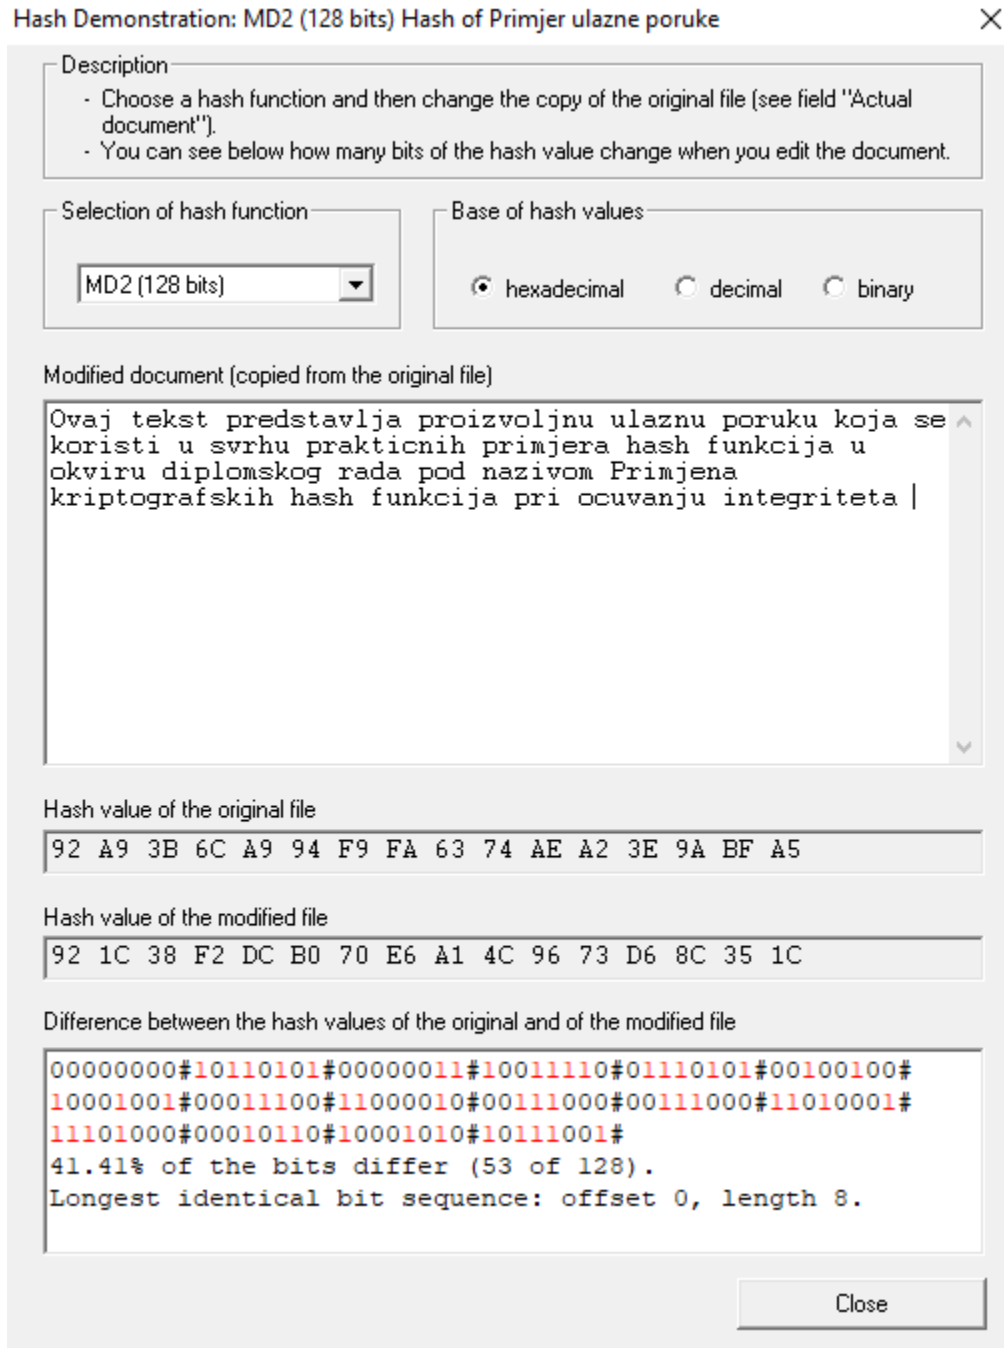 Hash Demonstration: MD2 (128 bits) Hash of Primjer ulazne poruke
Description
- Choose a hash function and then change the copy of the original file (see field "Actual
document").
- You can see below how many bits of the hash value change when you edit the document.
Selection of hash function
Base of hash values
MD2 (128 bits)
hexadecimal
decimal
binary
Modified document (copied from the original file)
Ovaj tekst predstavlja proizvoljnu ulaznu poruku koja se
koristi u svrhu prakticnih primjera hash funkcija u
okviru diplomskog rada pod nazivom Primjena
kriptografskih hash funkcija pri ocuvanju integriteta
Hash value of the original file
92 A9 3B 6C A9 94 F9 FA 63 74 AE A2 3E 9A BF A5
Hash value of the modified file
92 1C 38 F2 DC B0 70 E6 A1 4C 96 73 D6 8C 35 1C
Difference between the hash values of the original and of the modified file
00000000#10110101#00000011#10011110#01110101#00100100#
10001001#00011100#11000010#00111000#00111000#11010001#
11101000#00010110#10001010#10111001#
41.41% of the bits differ (53 of 128).
Longest identical bit sequence: offset 0, length 8.
Close